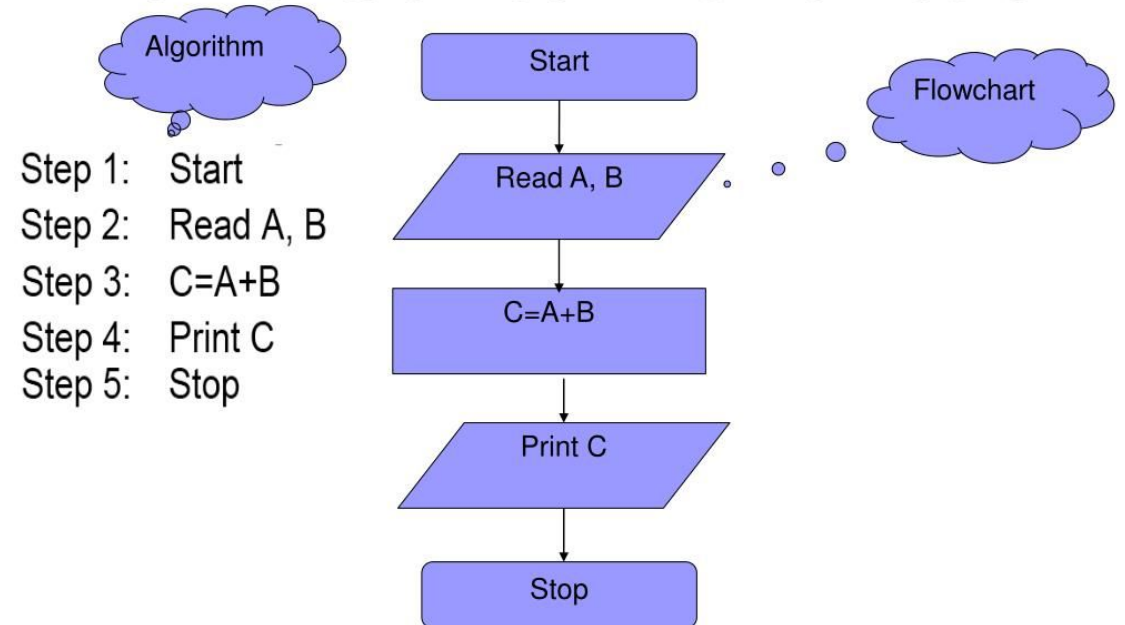 Algorithm
Step 1: Start
Step 2: Read A, B
Step 3: C=A+B
Step 4: Print C
Step 5: Stop
Start
Read A, B
C=A+B
Print C
Stop
Flowchart